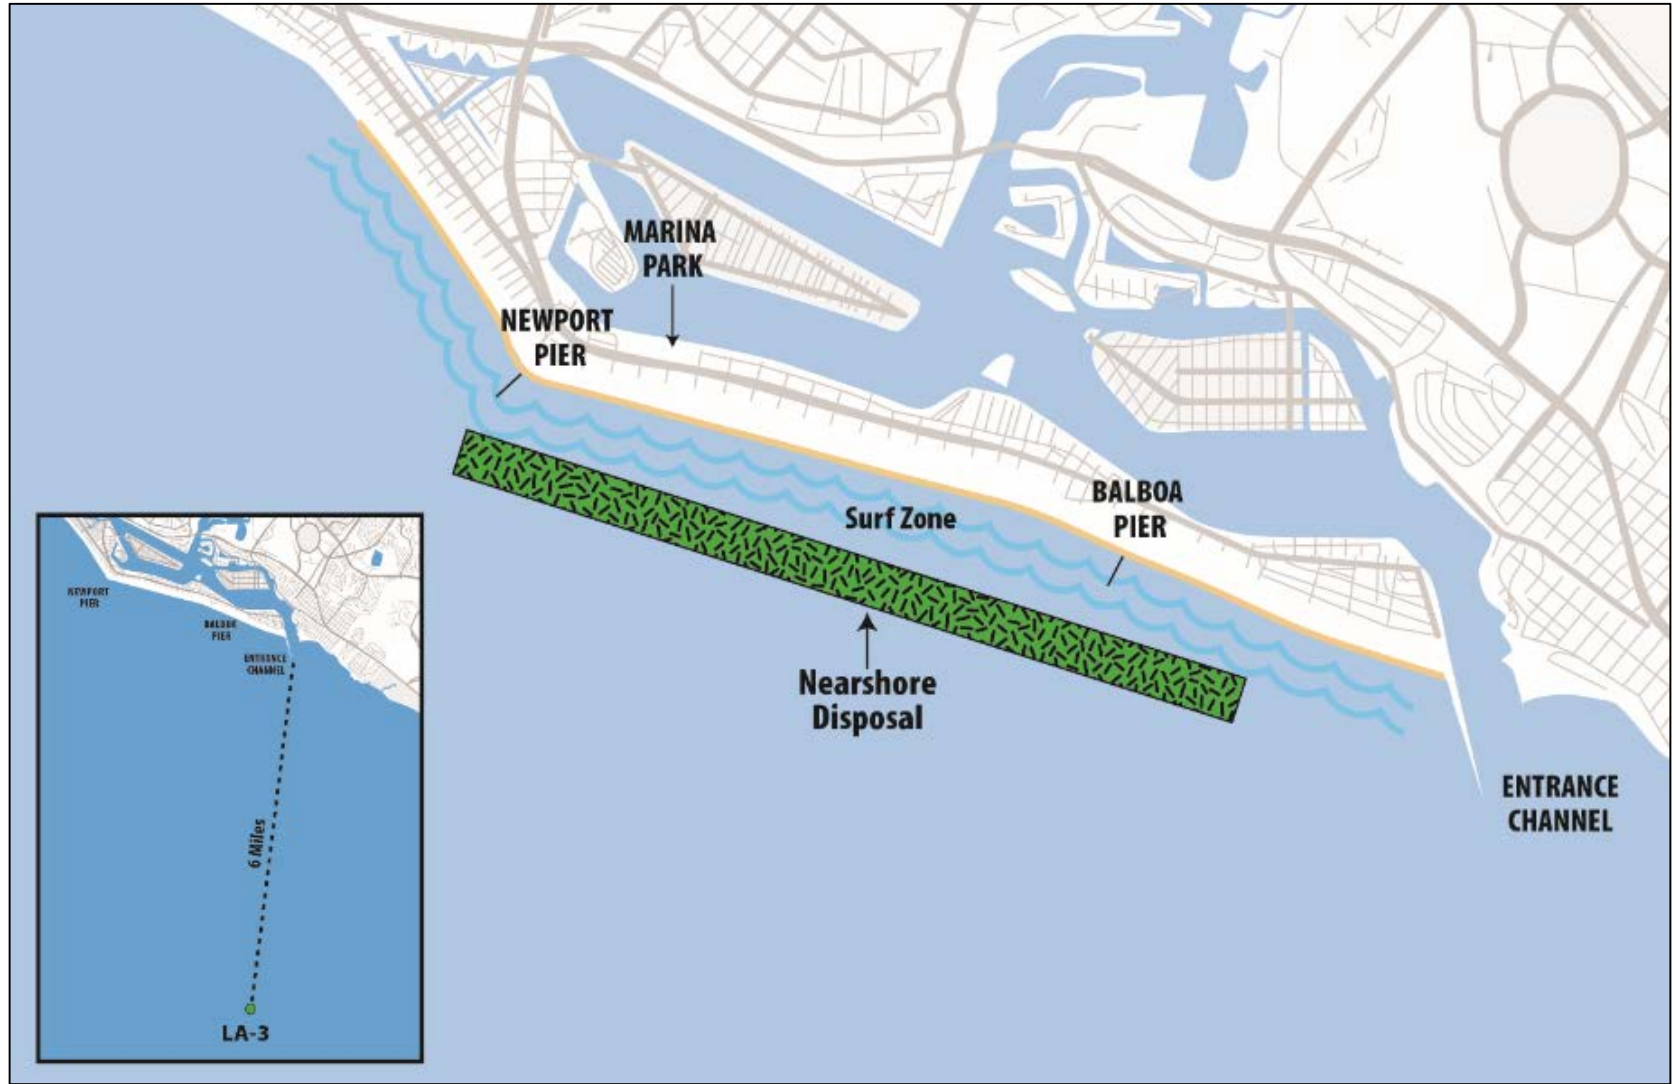 MARINA
PARK
NEWPORT
PIER
BALBOA
PIER
Surf Zone
Nearshore
Disposal
ENTRANCE
CHANNEL
NEWPORT
PIER
BALBOA
PIER
ENTRANCE
CHANNEL
6 Miles
LA-3